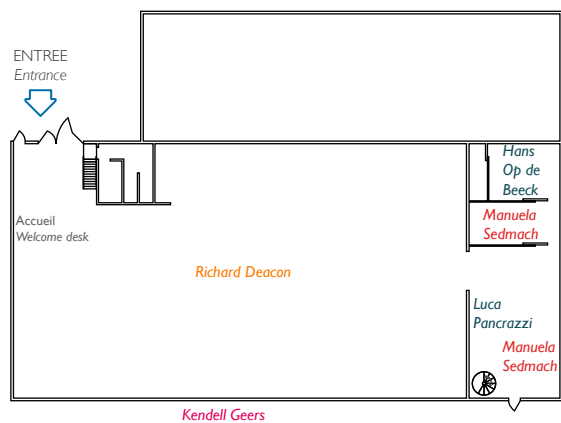 ENTREE
Entrance
Hans
Op de
Beeck
Accueil
Welcome desk
Manuela
Sedmach
Richard Deacon
Luca
Pancrazzi
Manuela
Sedmach
Kendell Geers